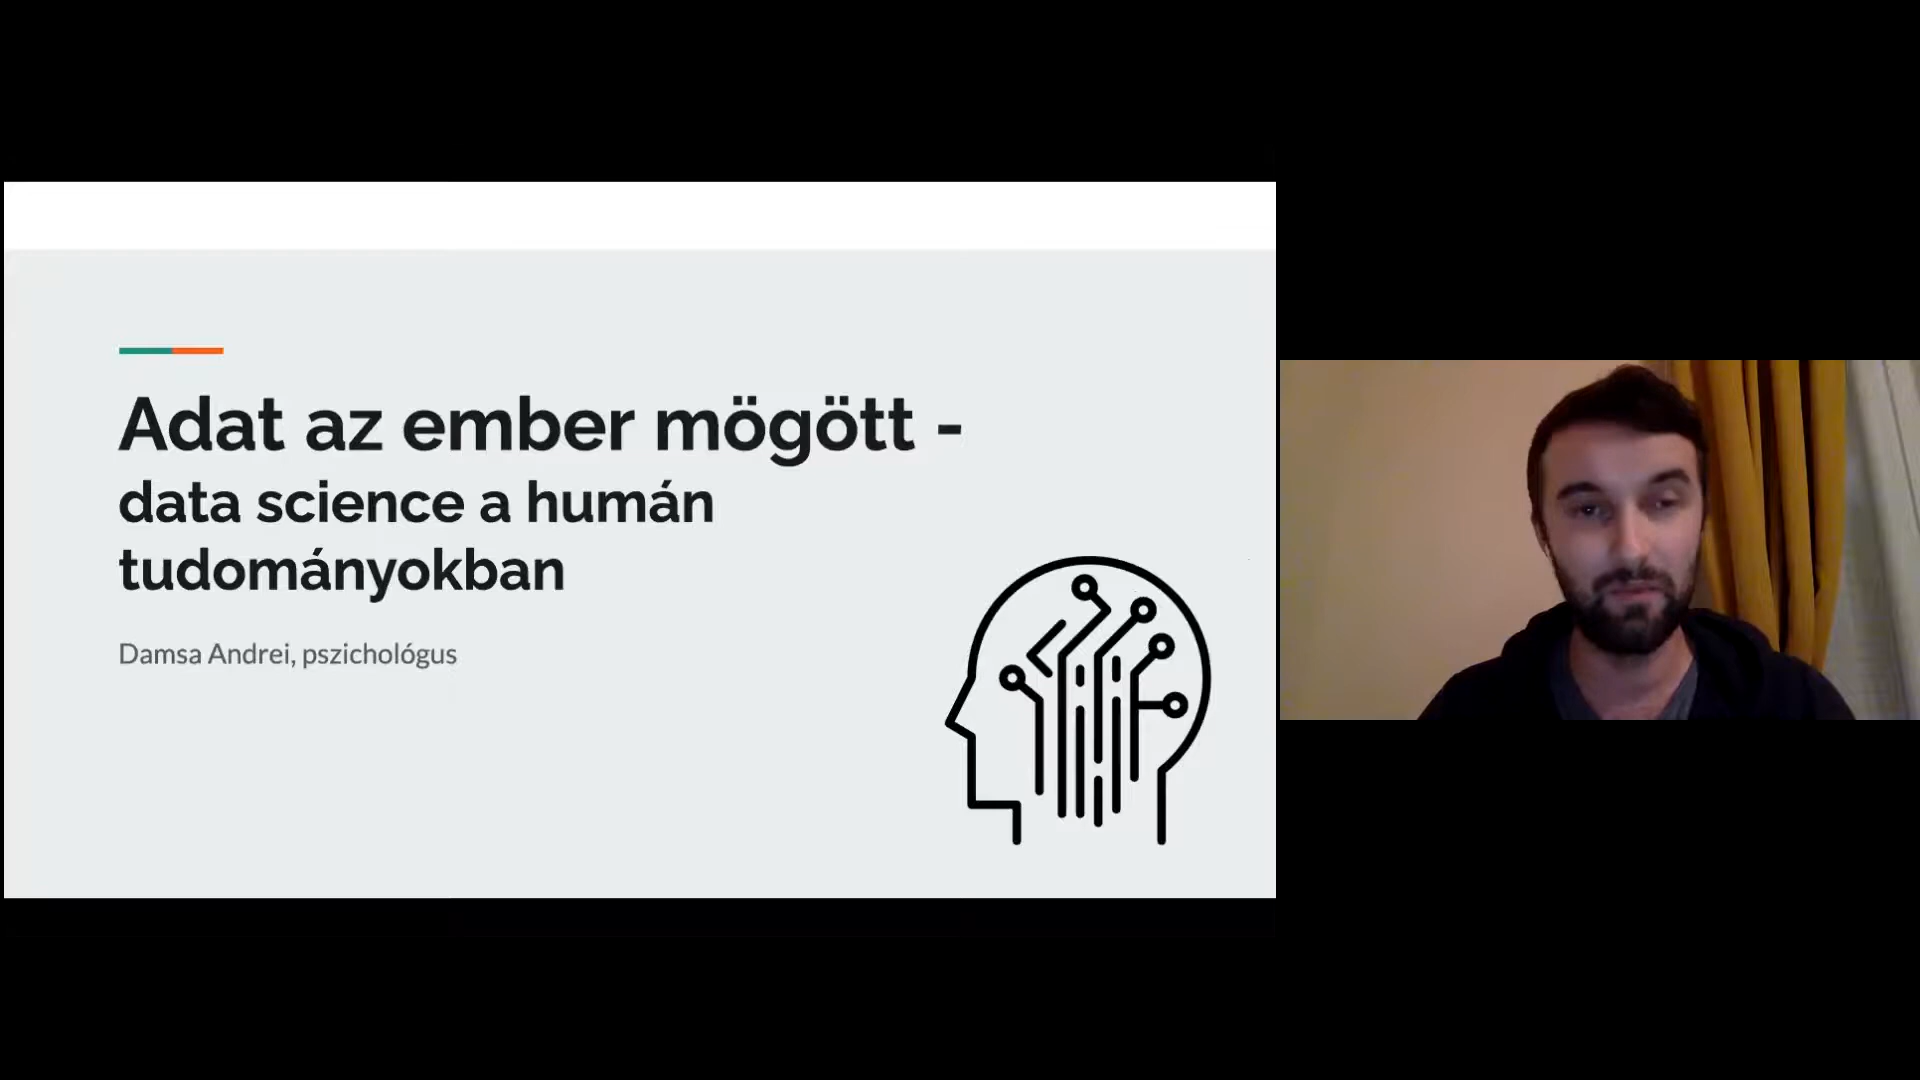 Adat az ember mögött -
data science a humán
tudományokban
Damsa Andrei, pszichológus